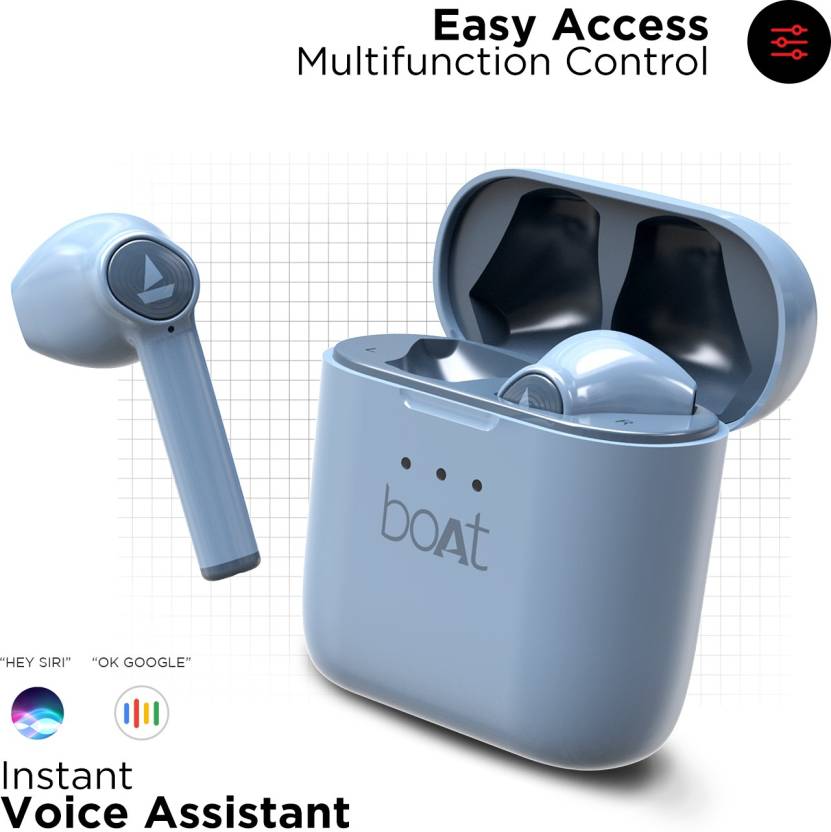 Easy Access
Multifunction Control
L
R
boAt
“HEY SIRI” “OK GOOGLE”
Instant
Voice Assistant